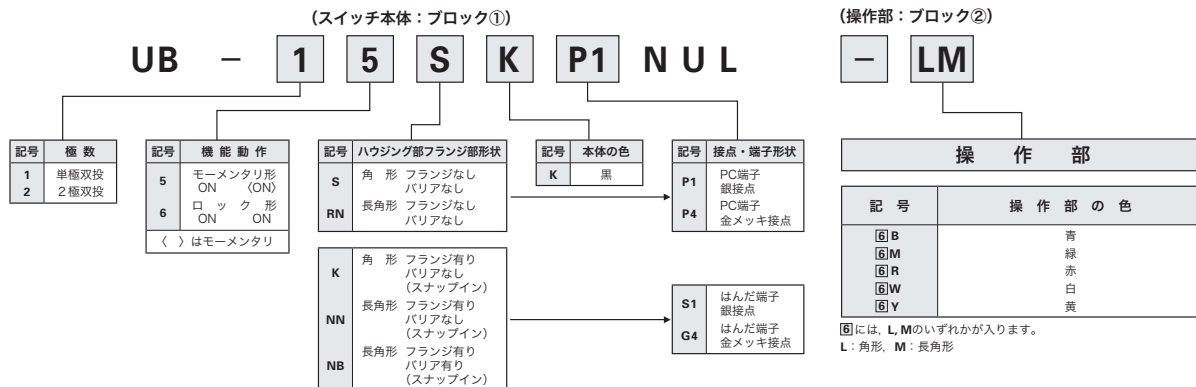 (スイッチ本体：ブロック①)
UB － 1 5 S K P1 N U L
記号 極 数
1 単極双投
2 2極双投
記号 機 能 動 作
5 モーメンタリ形
ON 〈ON〉
6 ロ ッ ク 形
ON ON
〈 〉はモーメンタリ
記号 ハウジング部フランジ部形状
S 角 形 フランジなし
バリアなし
RN 長角形 フランジなし
バリアなし
K 角 形 フランジ有り
バリアなし
(スナップイン)
NN 長角形 フランジ有り
バリアなし
(スナップイン)
NB 長角形 フランジ有り
バリア有り
(スナップイン)
記号 本体の色
K 黒
記号 接点・端子形状
P1 PC端子
銀接点
P4 PC端子
金メッキ接点
S1 はんだ端子
銀接点
G4 はんだ端子
金メッキ接点
(操作部：ブロック②)
－ LM
操 作 部
記 号 操 作 部 の 色
6 B 青
6 M 緑
6 R 赤
6 W 白
6 Y 黄
6には、L, Mのいずれかが入ります。
L：角形, M：長角形